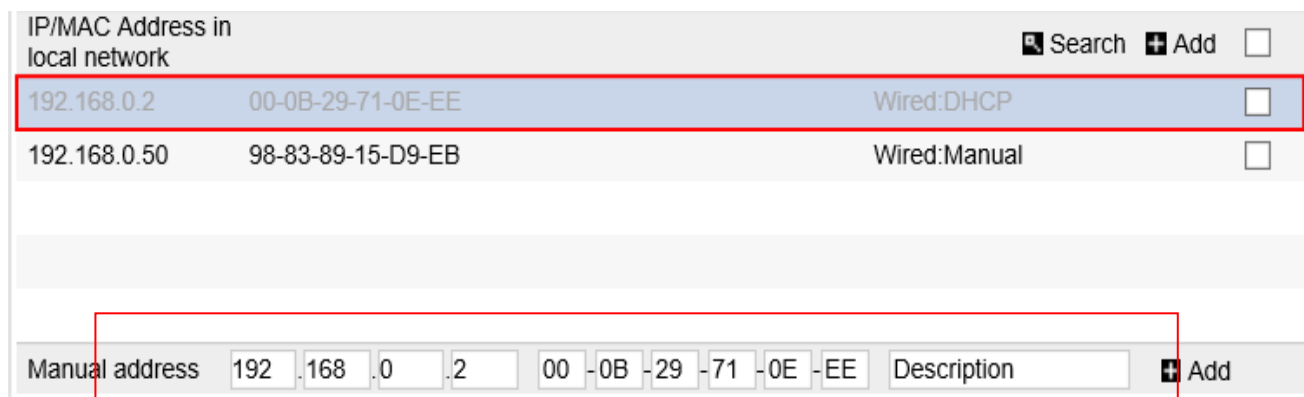 IP/MAC Address in
local network
Search Add
192.168.0.2 00-0B-29-71-0E-EE Wired:DHCP
192.168.0.50 98-83-89-15-D9-EB Wired:Manual
Manual address 192 .168 .0 .2 00 -0B -29 -71 -0E -EE Description Add